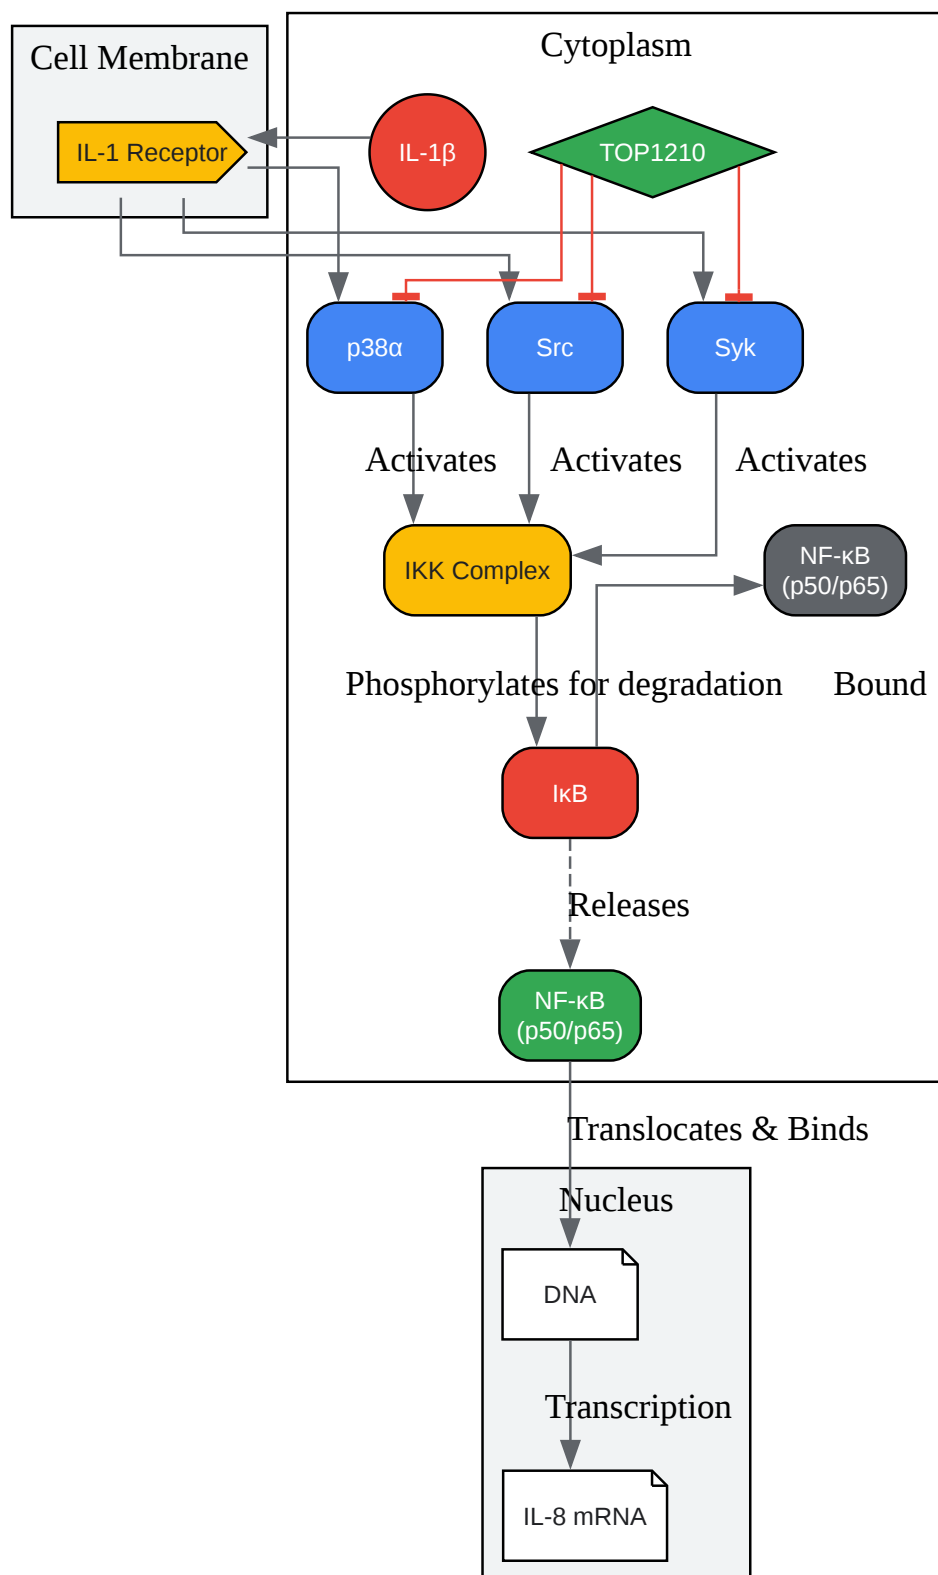 Cell Membrane
Cytoplasm
IL-1 Receptor
IL-1β
TOP1210
p38α
Src
Syk
Activates
Activates
Activates
IKK Complex
NF-κB
(p50/p65)
Phosphorylates for degradation
Bound
IκB
Releases
NF-κB
(p50/p65)
Translocates & Binds
Nucleus
DNA
Transcription
IL-8 mRNA